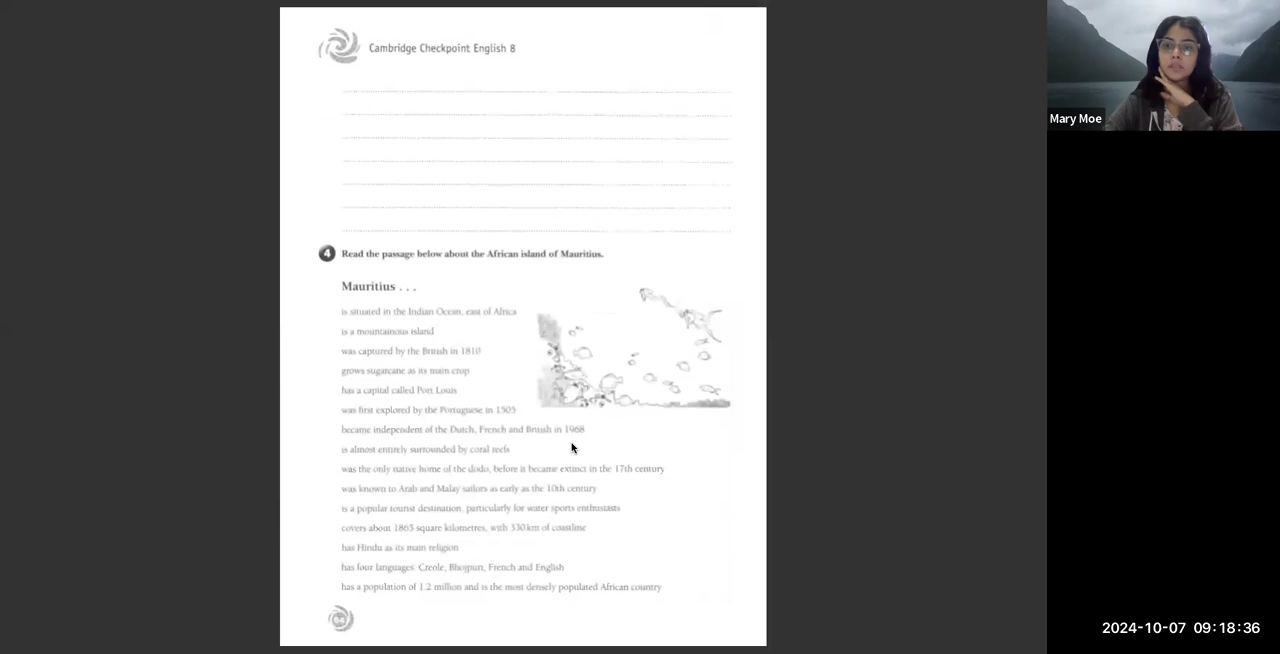 Cambridge Checkpoint English 8
4 Read the passage below about the African island of Mauritius.
Mauritius . . .
is situated in the Indian Ocean, east of Africa
is a mountainous island
was captured by the British in 1810
grows sugarcane as its main crop
has a capital called Port Louis
was first explored by the Portuguese in 1505
became independent of the Dutch, French and British in 1968
is almost entirely surrounded by coral reefs
was the only native home of the dodo, before it became extinct in the 17th century
was known to Arab and Malay sailors as early as the 10th century
is a popular tourist destination, particularly for water sports enthusiasts
covers about 1865 square kilometres, with 330km of coastline
has Hindu as its main religion
has four languages: Creole, Bhojpuri, French and English
has a population of 1.2 million and is the most densely populated African country
Mary Moe
2024-10-07 09:18:36